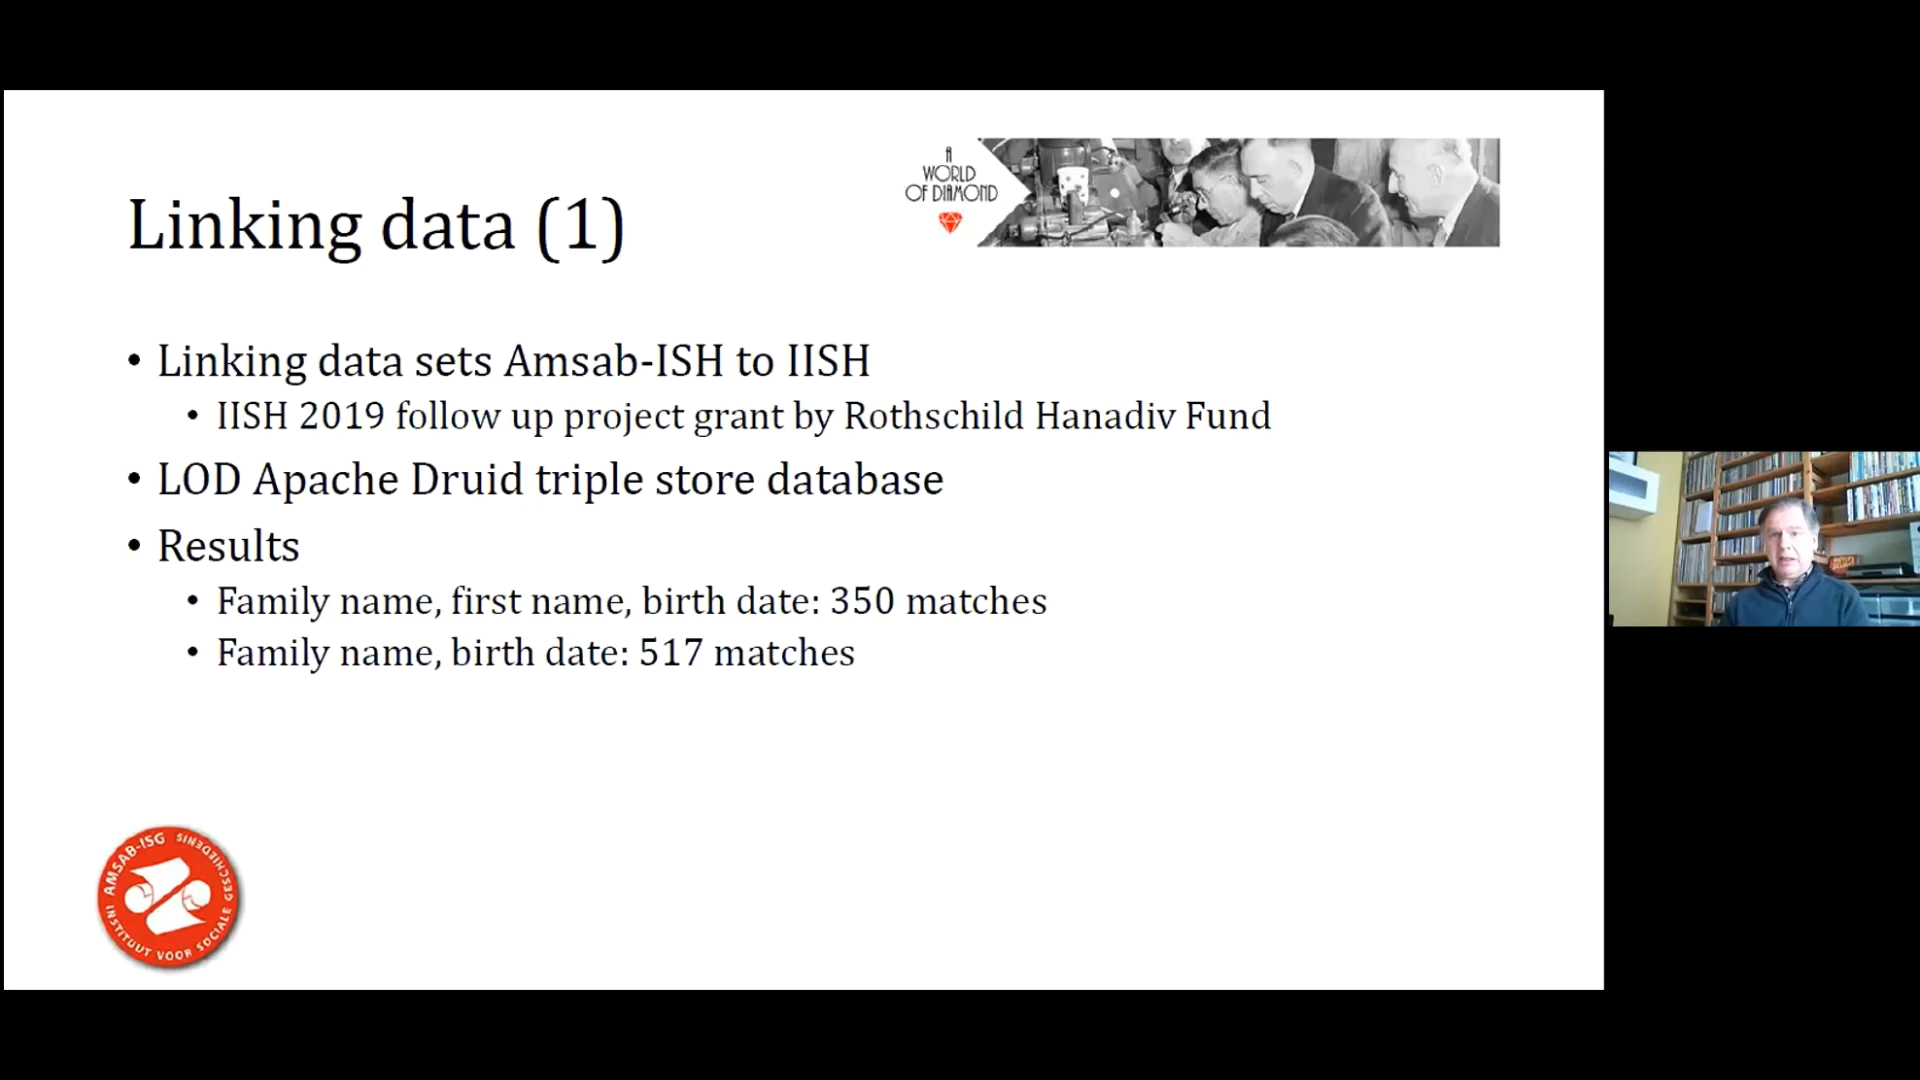 A
WORLD
OF DIAMOND
Linking data (1)
• Linking data sets Amsab-ISH to IISH
• IISH 2019 follow up project grant by Rothschild Hanadiv Fund
• LOD Apache Druid triple store database
• Results
• Family name, first name, birth date: 350 matches
• Family name, birth date: 517 matches
AMSAB-ISG INSTITUUT VOOR SOCIALE GESCHIEDENIS